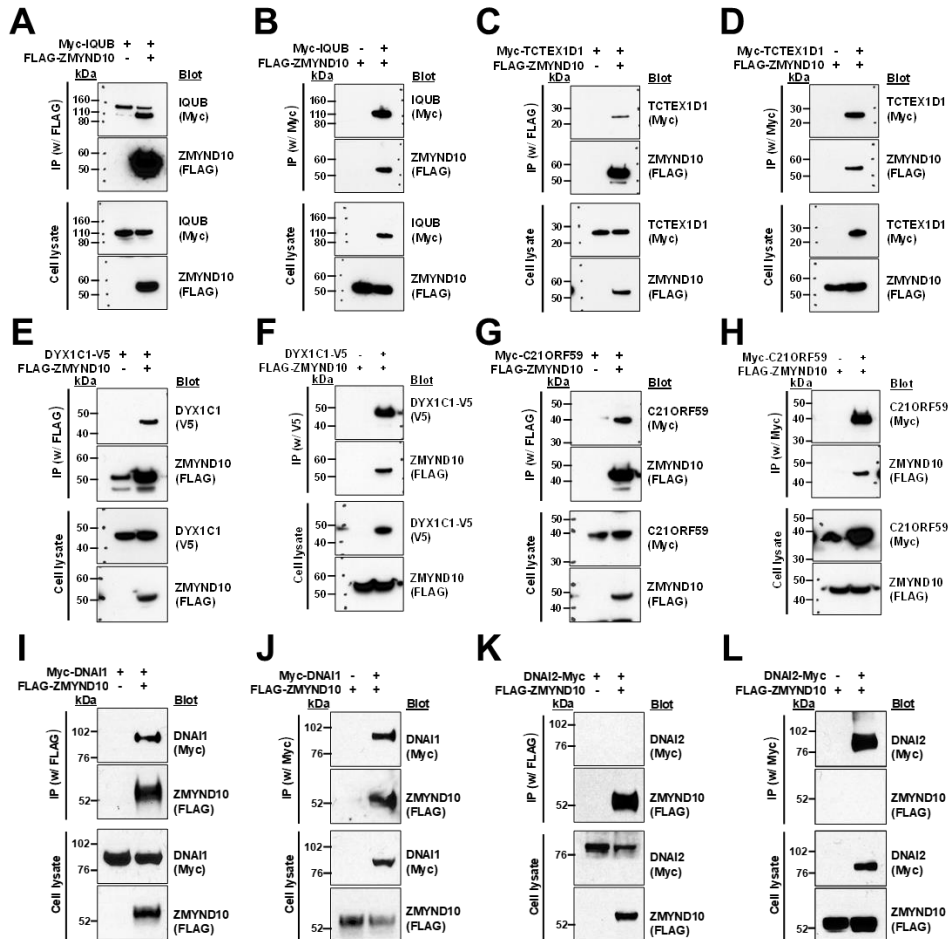 A
Myc-IQUB + +
FLAG-ZMYND10 - +
kDa Blot
IP (w/ FLAG)
160
110
80
IQUB
(Myc)
60
50
ZMYND10
(FLAG)
Cell lysate
160
110
80
IQUB
(Myc)
60
50
ZMYND10
(FLAG)
B
Myc-IQUB - +
FLAG-ZMYND10 + +
kDa Blot
IP (w/ Myc)
160
110
80
IQUB
(Myc)
60
50
ZMYND10
(FLAG)
Cell lysate
160
110
80
IQUB
(Myc)
60
50
ZMYND10
(FLAG)
C
Myc-TCTEX1D1 + +
FLAG-ZMYND10 - +
kDa Blot
IP (w/ FLAG)
30
20
TCTEX1D1
(Myc)
60
50
ZMYND10
(FLAG)
Cell lysate
30
20
TCTEX1D1
(Myc)
60
50
ZMYND10
(FLAG)
D
Myc-TCTEX1D1 - +
FLAG-ZMYND10 + +
kDa Blot
IP (w/ Myc)
30
20
TCTEX1D1
(Myc)
60
50
ZMYND10
(FLAG)
Cell lysate
30
20
TCTEX1D1
(Myc)
60
50
ZMYND10
(FLAG)
E
DYX1C1-V5 + +
FLAG-ZMYND10 - +
kDa Blot
IP (w/ FLAG)
50
40
DYX1C1
(V5)
60
50
ZMYND10
(FLAG)
Cell lysate
50
40
DYX1C1
(V5)
60
50
ZMYND10
(FLAG)
F
DYX1C1-V5 - +
FLAG-ZMYND10 + +
kDa Blot
IP (w/ V5)
50
40
DYX1C1-V5
(V5)
60
50
ZMYND10
(FLAG)
Cell lysate
50
40
DYX1C1-V5
(V5)
60
50
ZMYND10
(FLAG)
G
Myc-C21ORF59 + +
FLAG-ZMYND10 - +
kDa Blot
IP (w/ FLAG)
50
40
30
C21ORF59
(Myc)
50
40
ZMYND10
(FLAG)
Cell lysate
50
40
30
C21ORF59
(Myc)
50
40
ZMYND10
(FLAG)
H
Myc-C21ORF59 - +
FLAG-ZMYND10 + +
kDa Blot
IP (w/ Myc)
50
40
30
C21ORF59
(Myc)
50
40
ZMYND10
(FLAG)
Cell lysate
50
40
30
C21ORF59
(Myc)
50
40
ZMYND10
(FLAG)
I
Myc-DNAI1 + +
FLAG-ZMYND10 - +
kDa Blot
IP (w/ FLAG)
102
76
DNAI1
(Myc)
52
ZMYND10
(FLAG)
Cell lysate
102
76
DNAI1
(Myc)
52
ZMYND10
(FLAG)
J
Myc-DNAI1 - +
FLAG-ZMYND10 + +
kDa Blot
IP (w/ Myc)
102
76
DNAI1
(Myc)
52
ZMYND10
(FLAG)
Cell lysate
102
76
DNAI1
(Myc)
52
ZMYND10
(FLAG)
K
DNAI2-Myc + +
FLAG-ZMYND10 - +
kDa Blot
IP (w/ FLAG)
102
76
DNAI2
(Myc)
52
ZMYND10
(FLAG)
Cell lysate
76
DNAI2
(Myc)
52
ZMYND10
(FLAG)
L
DNAI2-Myc - +
FLAG-ZMYND10 + +
kDa Blot
IP (w/ Myc)
102
76
DNAI2
(Myc)
52
ZMYND10
(FLAG)
Cell lysate
102
76
DNAI2
(Myc)
52
ZMYND10
(FLAG)